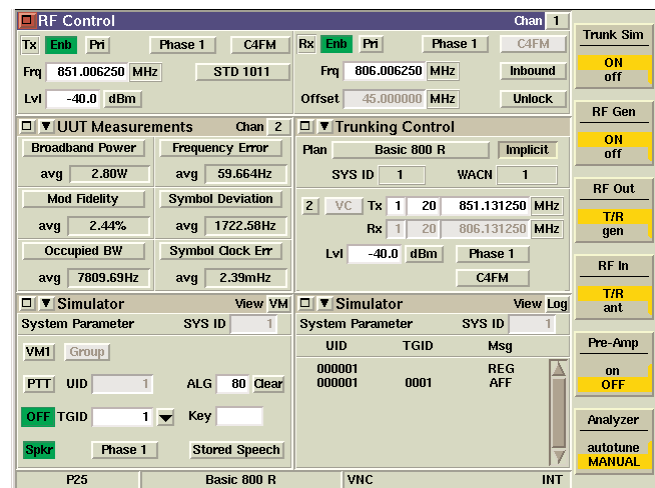 RF Control Chan 1
Tx Enb Pri Phase 1 C4FM
Frq 851.006250 MHz STD 1011
Lvl -40.0 dBm
Rx Enb Pri Phase 1 C4FM
Frq 806.006250 MHz Inbound
Offset 45.000000 MHz Unlock
UUT Measurements Chan 2
Broadband Power Frequency Error
avg 2.80W avg 59.664Hz
Mod Fidelity Symbol Deviation
avg 2.44% avg 1722.58Hz
Occupied BW Symbol Clock Err
avg 7809.69Hz avg 2.39mHz
Trunking Control
Plan Basic 800 R Implicit
SYS ID 1 WACN 1
2 VC Tx 1 20 851.131250 MHz
Rx 1 20 806.131250 MHz
Lvl -40.0 dBm Phase 1
C4FM
Simulator View VM
System Parameter SYS ID 1
VM1 Group
PTT UID 1 ALG 80 Clear
OFF TGID 1 Key
Spkr Phase 1 Stored Speech
Simulator View Log
System Parameter SYS ID 1
UID TGID Msg
000001 REG
000001 0001 AFF
P25 Basic 800 R VNC INT
Trunk Sim
ON
off
RF Gen
ON
off
RF Out
T/R
gen
RF In
T/R
ant
Pre-Amp
on
OFF
Analyzer
autotune
MANUAL